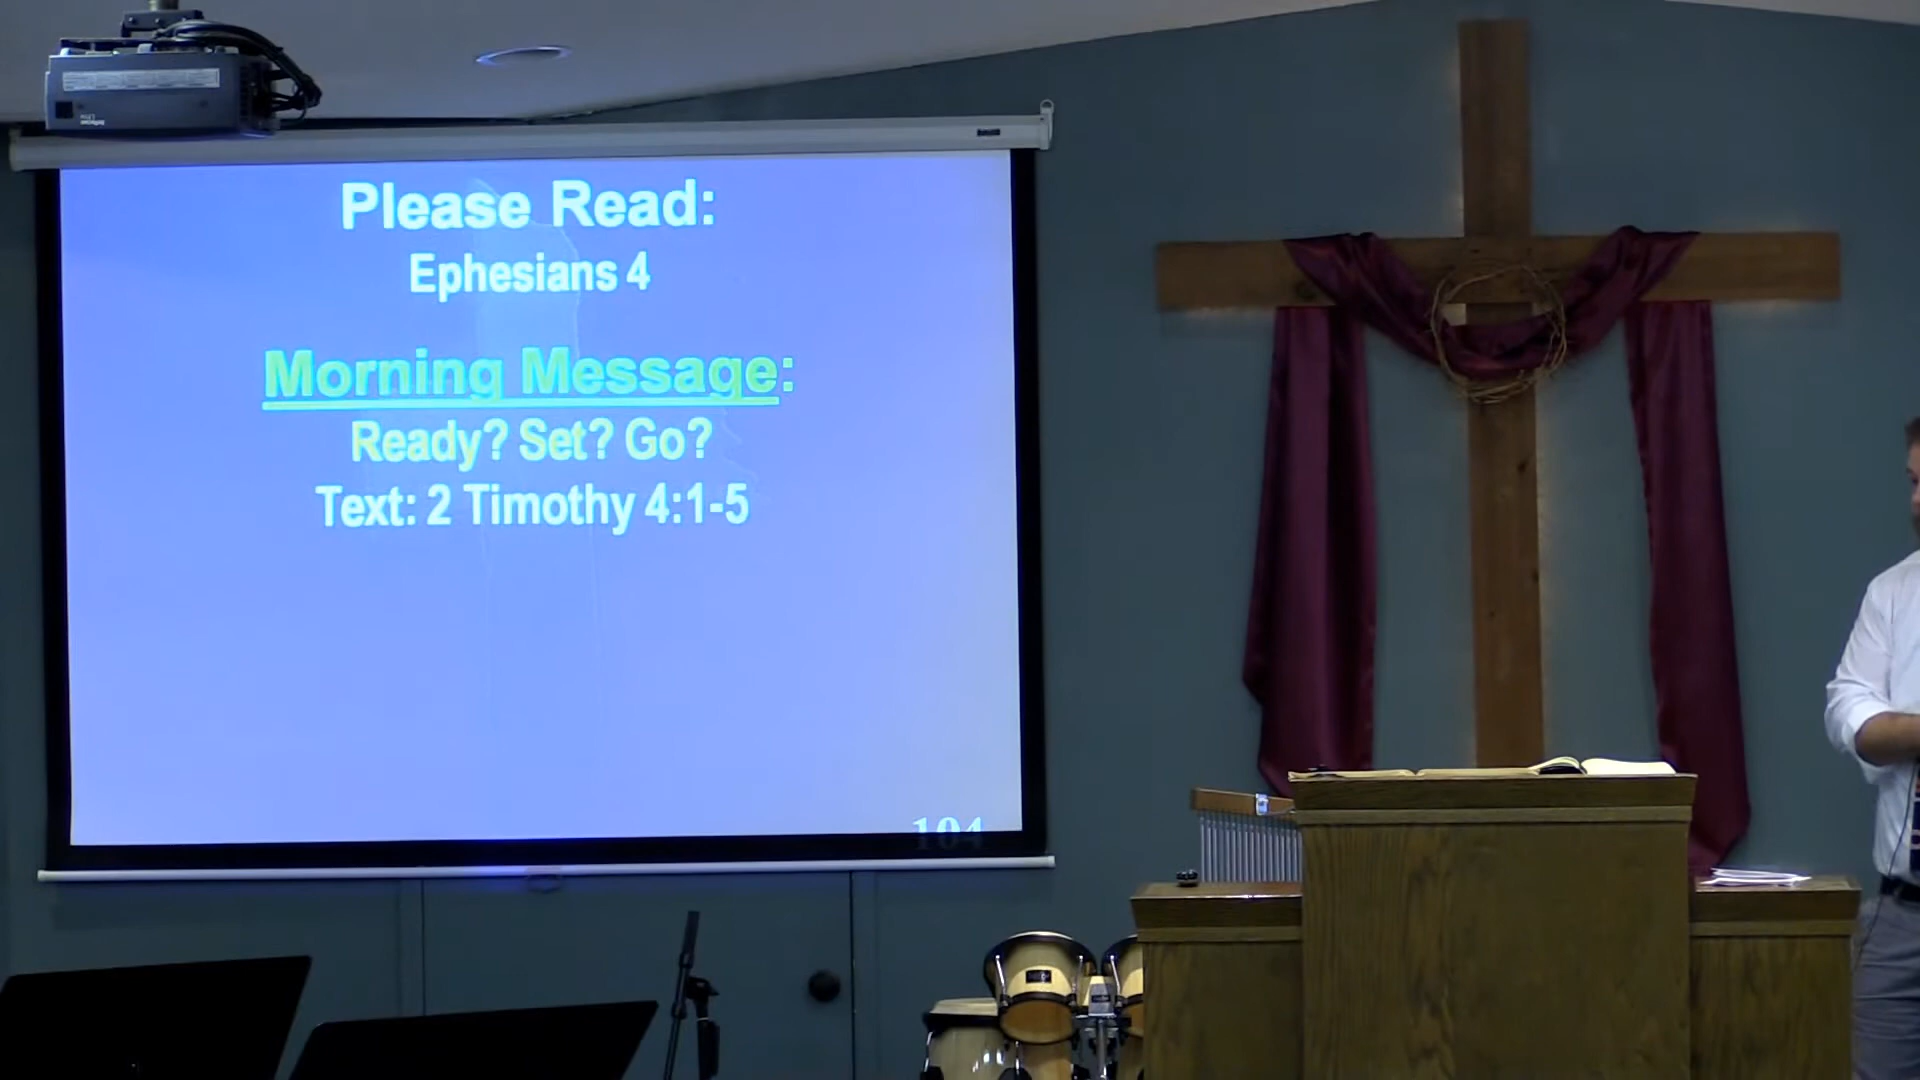 Please Read:
Ephesians 4
Morning Message:
Ready? Set? Go?
Text: 2 Timothy 4:1-5
104